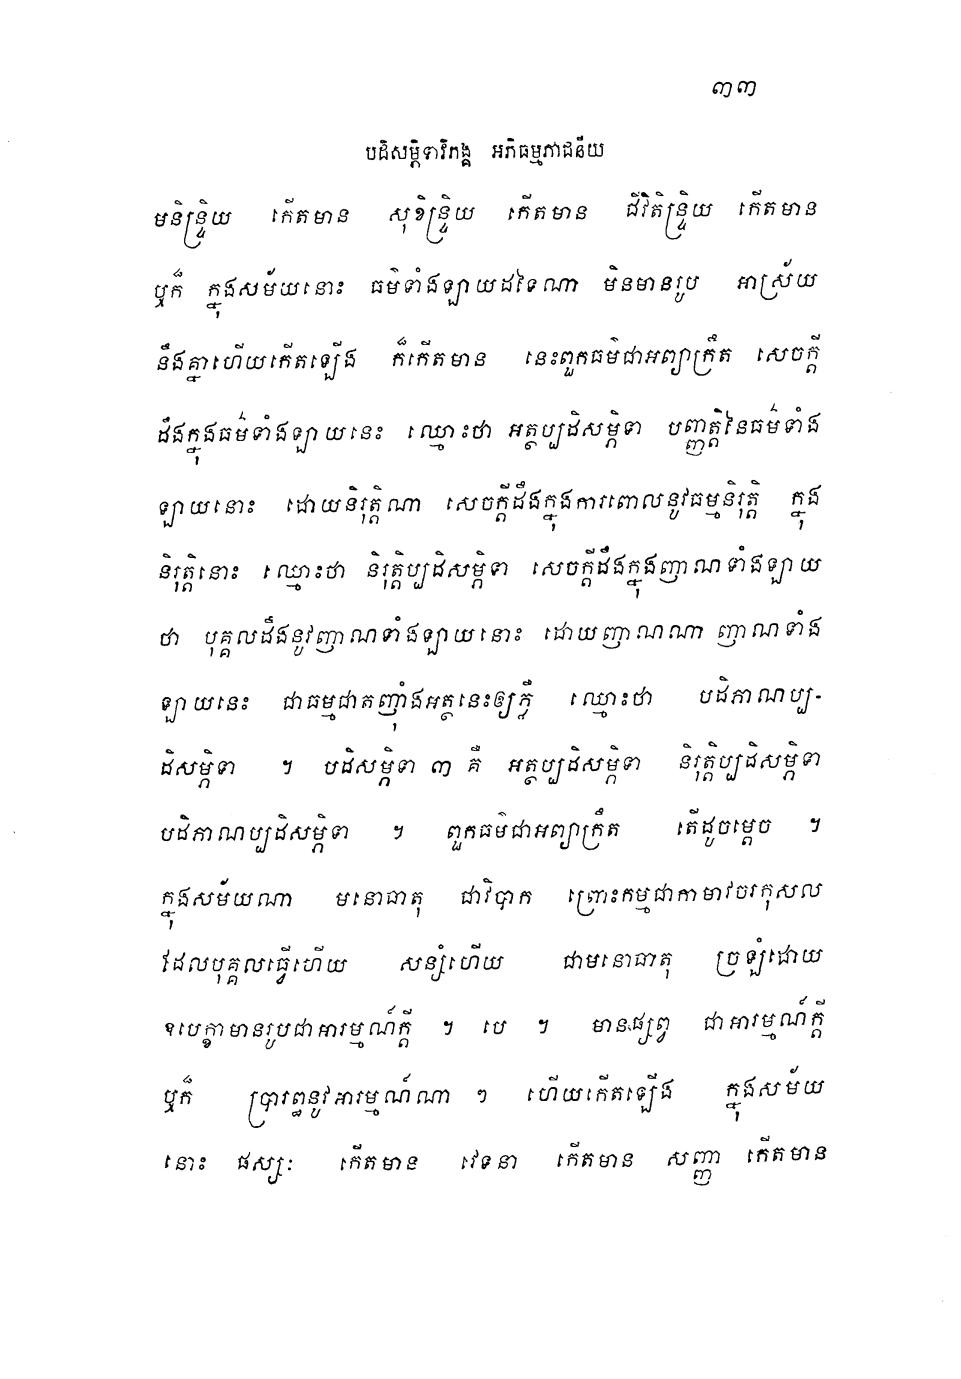 ៣៣
បដិសម្ភិទាវិភង្គ អភិធម្មភាជនីយ
មនិន្ទ្រិយ កើតមាន សុខិន្ទ្រិយ កើតមាន ជីវិតិន្ទ្រិយ កើតមាន
ឬក៏ ក្នុងសម័យនោះ ធម៌ទាំងឡាយដទៃណា មិនមានរូប អាស្រ័យ
នឹងគ្នាហើយកើតឡើង ក៏កើតមាន នេះពួកធម៌ជាអព្យាក្រឹត សេចក្តី
ដឹងក្នុងធម៌ទាំងឡាយនេះ ឈ្មោះថា អត្ថប្បដិសម្ភិទា បញ្ញត្តិនៃធម៌ទាំង
ឡាយនោះ ដោយនិរុត្តិណា សេចក្តីដឹងក្នុងការពោលនូវធម្មនិរុត្តិ ក្នុង
និរុត្តិនោះ ឈ្មោះថា និរុត្តិប្បដិសម្ភិទា សេចក្តីដឹងក្នុងញាណទាំងឡាយ
ថា បុគ្គលដឹងនូវញាណទាំងឡាយនោះ ដោយញាណណា ញាណទាំង
ឡាយនេះ ជាធម្មជាតញ៉ាំងអត្ថនេះឲ្យភ្លឺ ឈ្មោះថា បដិភាណប្ប-
ដិសម្ភិទា ។ បដិសម្ភិទា ៣ គឺ អត្ថប្បដិសម្ភិទា និរុត្តិប្បដិសម្ភិទា
បដិភាណប្បដិសម្ភិទា ។ ពួកធម៌ជាអព្យាក្រឹត តើដូចម្តេច ។
ក្នុងសម័យណា មនោធាតុ ជាវិបាក ព្រោះកម្មជាកាមាវចរកុសល
ដែលបុគ្គលធ្វើហើយ សន្សំហើយ ជាមនោធាតុ ច្រឡំដោយ
ឧបេក្ខាមានរូបជាអារម្មណ៍ក្តី ។ បេ ។ មានផ្សព្វ ជាអារម្មណ៍ក្តី
ឬក៏ ប្រារព្ធនូវអារម្មណ៍ណា ៗ ហើយកើតឡើង ក្នុងសម័យ
នោះ ផស្សៈ កើតមាន វេទនា កើតមាន សញ្ញា កើតមាន